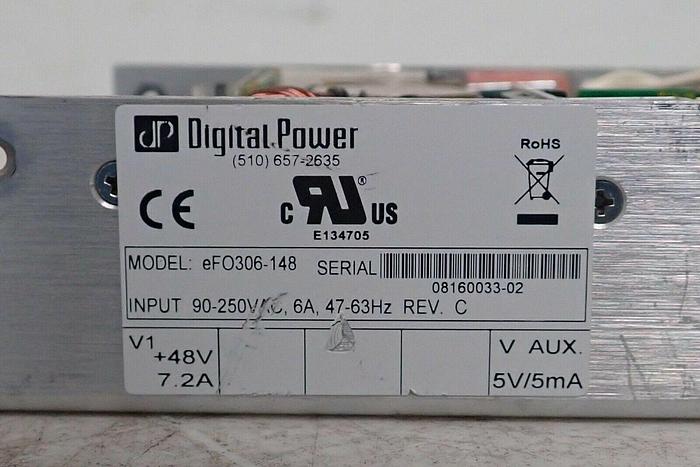 dp Digital Power
(510) 657-2635
RoHS
CE
c RU ® US
E134705
MODEL: eFO306-148 SERIAL
08160033-02
INPUT 90-250VAC, 6A, 47-63Hz REV. C
V1
+48V
7.2A
V AUX.
5V/5mA